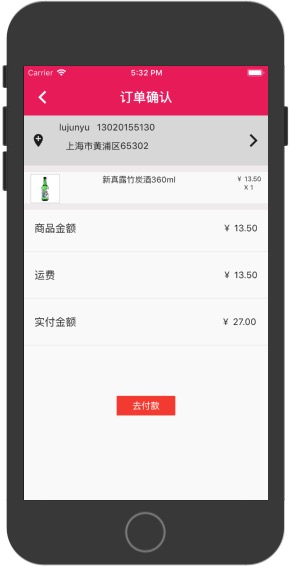 Carrier 5:32 PM
订单确认
lujunyu 13020155130
上海市黄浦区65302
新真露竹炭酒360ml ￥ 13.50
X 1
商品金额 ￥ 13.50
运费 ￥ 13.50
实付金额 ￥ 27.00
去付款